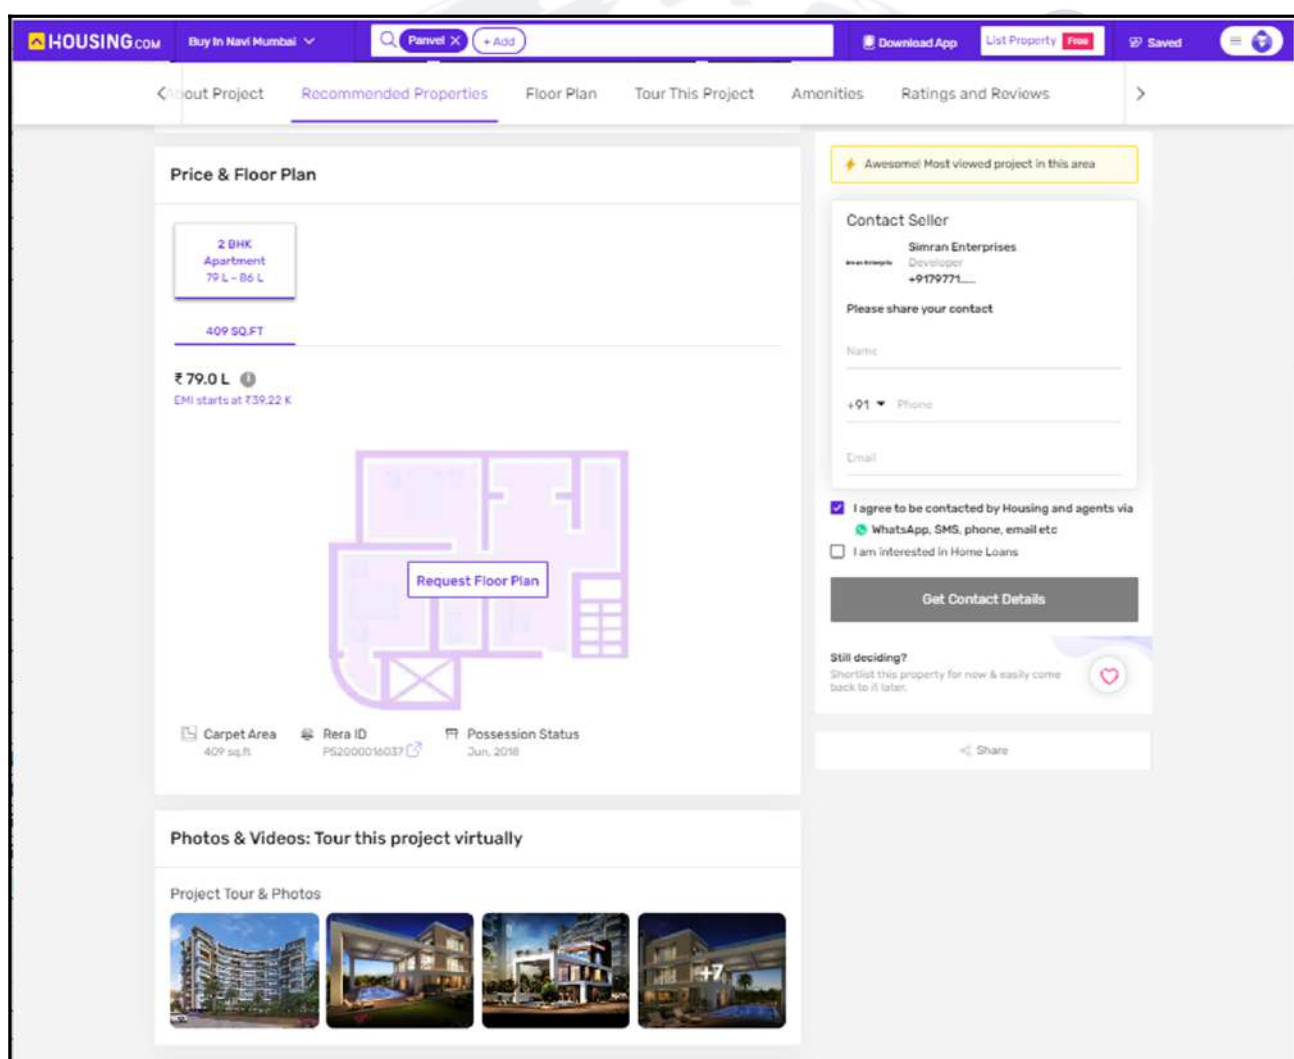 HOUSING.COM
Buy In Navi Mumbai
Panvel X
+ Add
Download App
List Property Free
Saved
bout Project
Recommended Properties
Floor Plan
Tour This Project
Amenities
Ratings and Reviews
Price & Floor Plan
2 BHK
Apartment
79 L - 86 L
409 SQ.FT
₹ 79.0 L
EMI starts at ₹39.22 K
Request Floor Plan
Carpet Area
409 sq.ft.
Rera ID
P52000016037
Possession Status
Jun, 2018
Photos & Videos: Tour this project virtually
Project Tour & Photos
+7
Awesome! Most viewed project in this area
Contact Seller
Simran Enterprises
Developer
+9179771.....
Please share your contact
Name
+91
Phone
Email
I agree to be contacted by Housing and agents via
WhatsApp, SMS, phone, email etc
I am interested in Home Loans
Get Contact Details
Still deciding?
Shortlist this property for now & easily come
back to it later.
Share